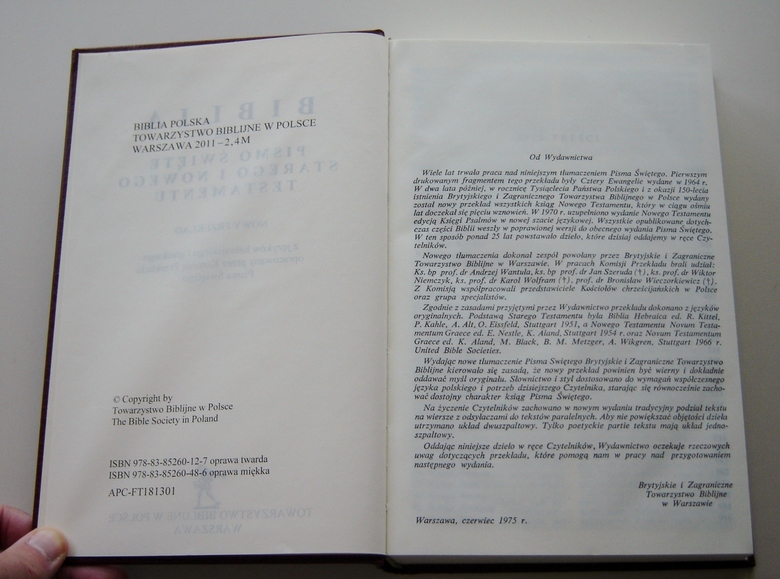 BIBLIA POLSKA
TOWARZYSTWO BIBLIJNE W POLSCE
WARSZAWA 2011 – 2,4M
© Copyright by
Towarzystwo Biblijne w Polsce
The Bible Society in Poland
ISBN 978-83-85260-12-7 oprawa twarda
ISBN 978-83-85260-48-6 oprawa miękka
APC-FT181301
Od Wydawnictwa
Wiele lat trwała praca nad niniejszym tłumaczeniem Pisma Świętego. Pierwszym
drukowanym fragmentem tego przekładu były Cztery Ewangelie wydane w 1964 r.
W dwa lata później, w rocznicę Tysiąclecia Państwa Polskiego i z okazji 150-lecia
istnienia Brytyjskiego i Zagranicznego Towarzystwa Biblijnego w Polsce wydany
został nowy przekład wszystkich ksiąg Nowego Testamentu, który w ciągu ośmiu
lat doczekał się pięciu wznowień. W 1970 r. uzupełniono wydanie Nowego Testamentu
edycją Księgi Psalmów w nowej szacie językowej. Wszystkie opublikowane dotych-
czas części Biblii weszły w poprawionej wersji do obecnego wydania Pisma Świętego.
W ten sposób ponad 25 lat powstawało dzieło, które dzisiaj oddajemy w ręce Czy-
telników.
Nowego tłumaczenia dokonał zespół powołany przez Brytyjskie i Zagraniczne
Towarzystwo Biblijne w Warszawie. W pracach Komisji Przekładu brali udział:
Ks. bp prof. dr Andrzej Wantuła, ks. bp prof. dr Jan Szeruda (†), ks. prof. dr Wiktor
Niemczyk, ks. prof. dr Karol Wolfram (†), prof. dr Bronisław Wieczorkiewicz (†).
Z Komisją współpracowali przedstawiciele Kościołów chrześcijańskich w Polsce
oraz grupa specjalistów.
Zgodnie z zasadami przyjętymi przez Wydawnictwo przekładu dokonano z języków
oryginalnych. Podstawą Starego Testamentu była Biblia Hebraica ed. R. Kittel,
P. Kahle, A. Alt, O. Eissfeld, Stuttgart 1951, a Nowego Testamentu Novum Testa-
mentum Graece ed. E. Nestle, K. Aland, Stuttgart 1954 r. oraz Novum Testamentum
Graece ed. K. Aland, M. Black, B. M. Metzger, A. Wikgren, Stuttgart 1966 r.
United Bible Societies.
Wydając nowe tłumaczenie Pisma Świętego Brytyjskie i Zagraniczne Towarzystwo
Biblijne kierowało się zasadą, że nowy przekład powinien być wierny i dokładnie
oddawać myśl oryginału. Słownictwo i styl dostosowano do wymagań współczesnego
języka polskiego i potrzeb dzisiejszego Czytelnika, starając się równocześnie zacho-
wać dostojny charakter ksiąg Pisma Świętego.
Na życzenie Czytelników zachowano w nowym wydaniu tradycyjny podział tekstu
na wiersze z odsyłaczami do tekstów paralelnych. Aby nie powiększać objętości dzieła
utrzymano układ dwuszpaltowy. Tylko poetyckie partie tekstu mają układ jedno-
szpaltowy.
Oddając niniejsze dzieło w ręce Czytelników, Wydawnictwo oczekuje rzeczowych
uwag dotyczących przekładu, które pomogą nam w pracy nad przygotowaniem
następnego wydania.
Brytyjskie i Zagraniczne
Towarzystwo Biblijne
w Warszawie
Warszawa, czerwiec 1975 r.